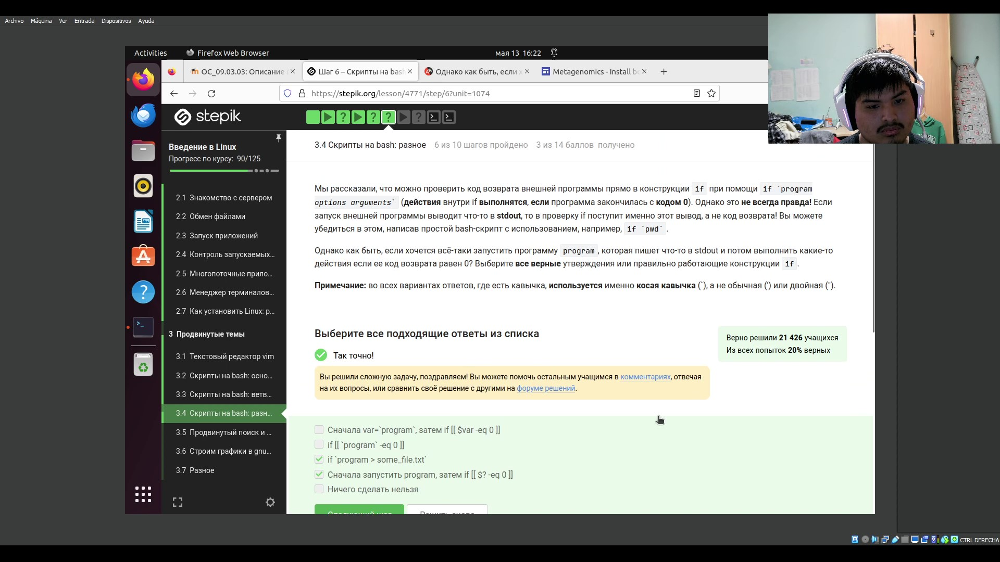 Archivo Máquina Ver Entrada Dispositivos Ayuda
Activities Firefox Web Browser мая 13 16:22
ОС_09.03.03: Описание Шаг 6 – Скрипты на bash Однако как быть, если х Metagenomics - Install bc
https://stepik.org/lesson/4771/step/6?unit=1074
stepik
Введение в Linux
Прогресс по курсу: 90/125
2.1 Знакомство с сервером
2.2 Обмен файлами
2.3 Запуск приложений
2.4 Контроль запускаемых...
2.5 Многопоточные прило...
2.6 Менеджер терминалов...
2.7 Как установить Linux: р...
3 Продвинутые темы
3.1 Текстовый редактор vim
3.2 Скрипты на bash: осно...
3.3 Скрипты на bash: ветв...
3.4 Скрипты на bash: разн...
3.5 Продвинутый поиск и ...
3.6 Строим графики в gnu...
3.7 Разное
3.4 Скрипты на bash: разное 6 из 10 шагов пройдено 3 из 14 баллов получено
Мы рассказали, что можно проверить код возврата внешней программы прямо в конструкции if при помощи if `program
options arguments` (действия внутри if выполнятся, если программа закончилась с кодом 0). Однако это не всегда правда! Если
запуск внешней программы выводит что-то в stdout, то в проверку if поступит именно этот вывод, а не код возврата! Вы можете
убедиться в этом, написав простой bash-скрипт с использованием, например, if `pwd`.
Однако как быть, если хочется всё-таки запустить программу program, которая пишет что-то в stdout и потом выполнить какие-то
действия если ее код возврата равен 0? Выберите все верные утверждения или правильно работающие конструкции if.
Примечание: во всех вариантах ответов, где есть кавычка, используется именно косая кавычка (`), а не обычная (') или двойная (").
Выберите все подходящие ответы из списка
Верно решили 21 426 учащихся
Из всех попыток 20% верных
Так точно!
Вы решили сложную задачу, поздравляем! Вы можете помочь остальным учащимся в комментариях, отвечая
на их вопросы, или сравнить своё решение с другими на форуме решений.
Сначала var=`program`, затем if [[ $var -eq 0 ]]
if [[ `program` -eq 0 ]]
if `program > some_file.txt`
Сначала запустить program, затем if [[ $? -eq 0 ]]
Ничего сделать нельзя
Следующий шаг Решить снова
CTRL DERECHA